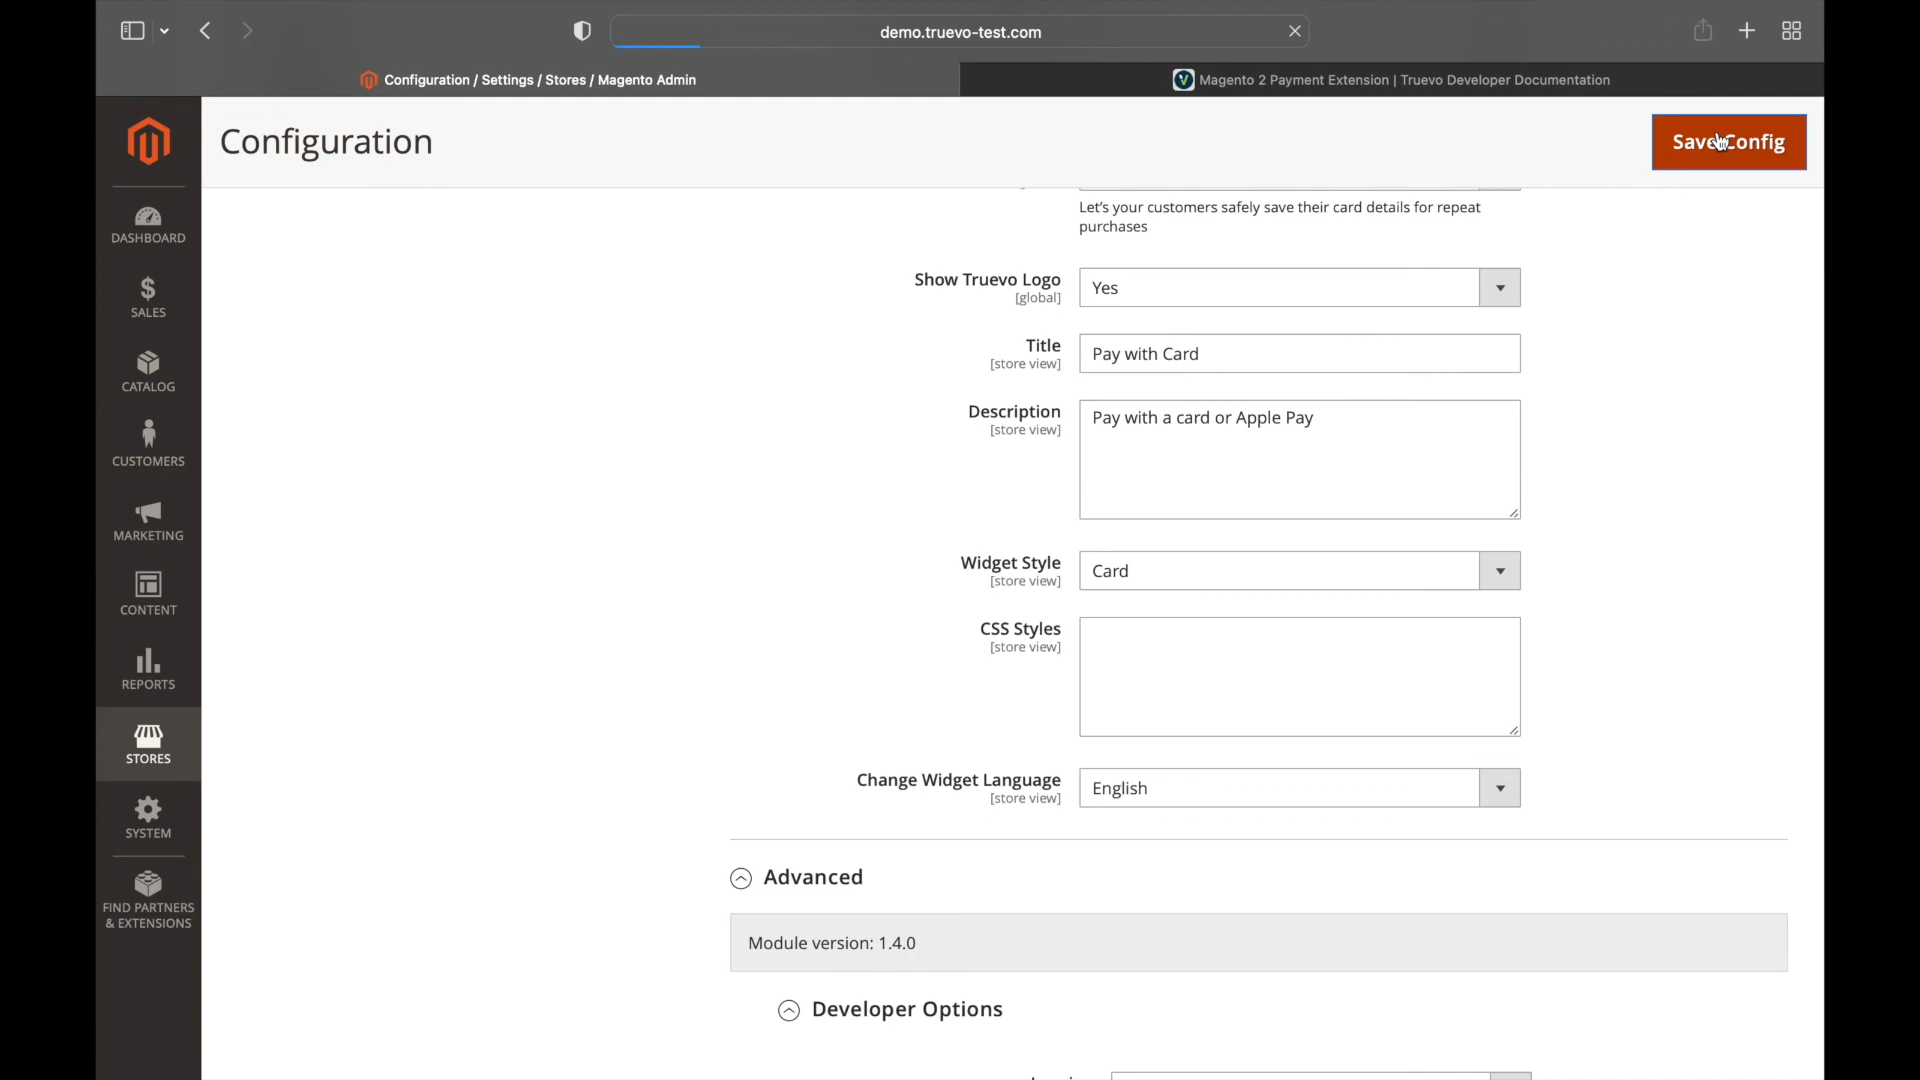 demo.truevo-test.com
Configuration / Settings / Stores / Magento Admin
Magento 2 Payment Extension | Truevo Developer Documentation
Configuration
Save Config
DASHBOARD
SALES
CATALOG
CUSTOMERS
MARKETING
CONTENT
REPORTS
STORES
SYSTEM
FIND PARTNERS
& EXTENSIONS
Let's your customers safely save their card details for repeat
purchases
Show Truevo Logo
[global]
Yes
Title
[store view]
Pay with Card
Description
[store view]
Pay with a card or Apple Pay
Widget Style
[store view]
Card
CSS Styles
[store view]
Change Widget Language
[store view]
English
Advanced
Module version: 1.4.0
Developer Options